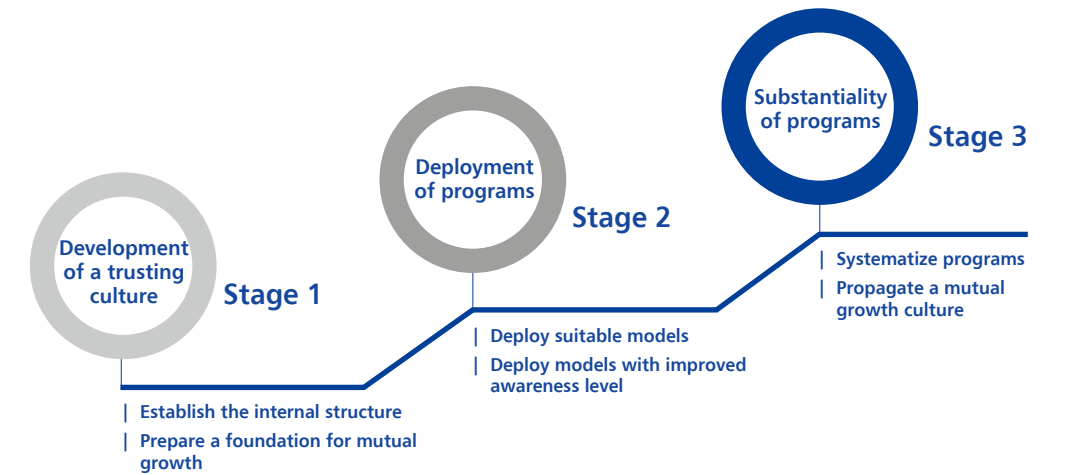 Development
of a trusting
culture
Stage 1
| Establish the internal structure
| Prepare a foundation for mutual
growth
Deployment
of programs
Stage 2
| Deploy suitable models
| Deploy models with improved
awareness level
Substantiality
of programs
Stage 3
| Systematize programs
| Propagate a mutual
growth culture